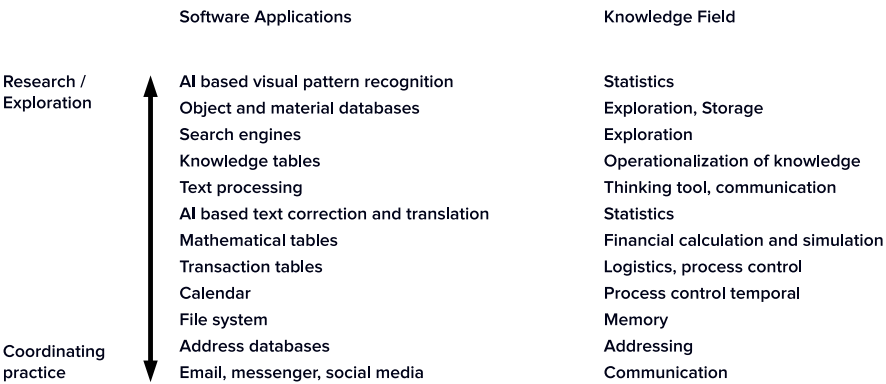 Software Applications Knowledge Field
Research / AI based visual pattern recognition Statistics
Exploration Object and material databases Exploration, Storage
Search engines Exploration
Knowledge tables Operationalization of knowledge
Text processing Thinking tool, communication
AI based text correction and translation Statistics
Mathematical tables Financial calculation and simulation
Transaction tables Logistics, process control
Calendar Process control temporal
File system Memory
Coordinating Address databases Addressing
practice Email, messenger, social media Communication